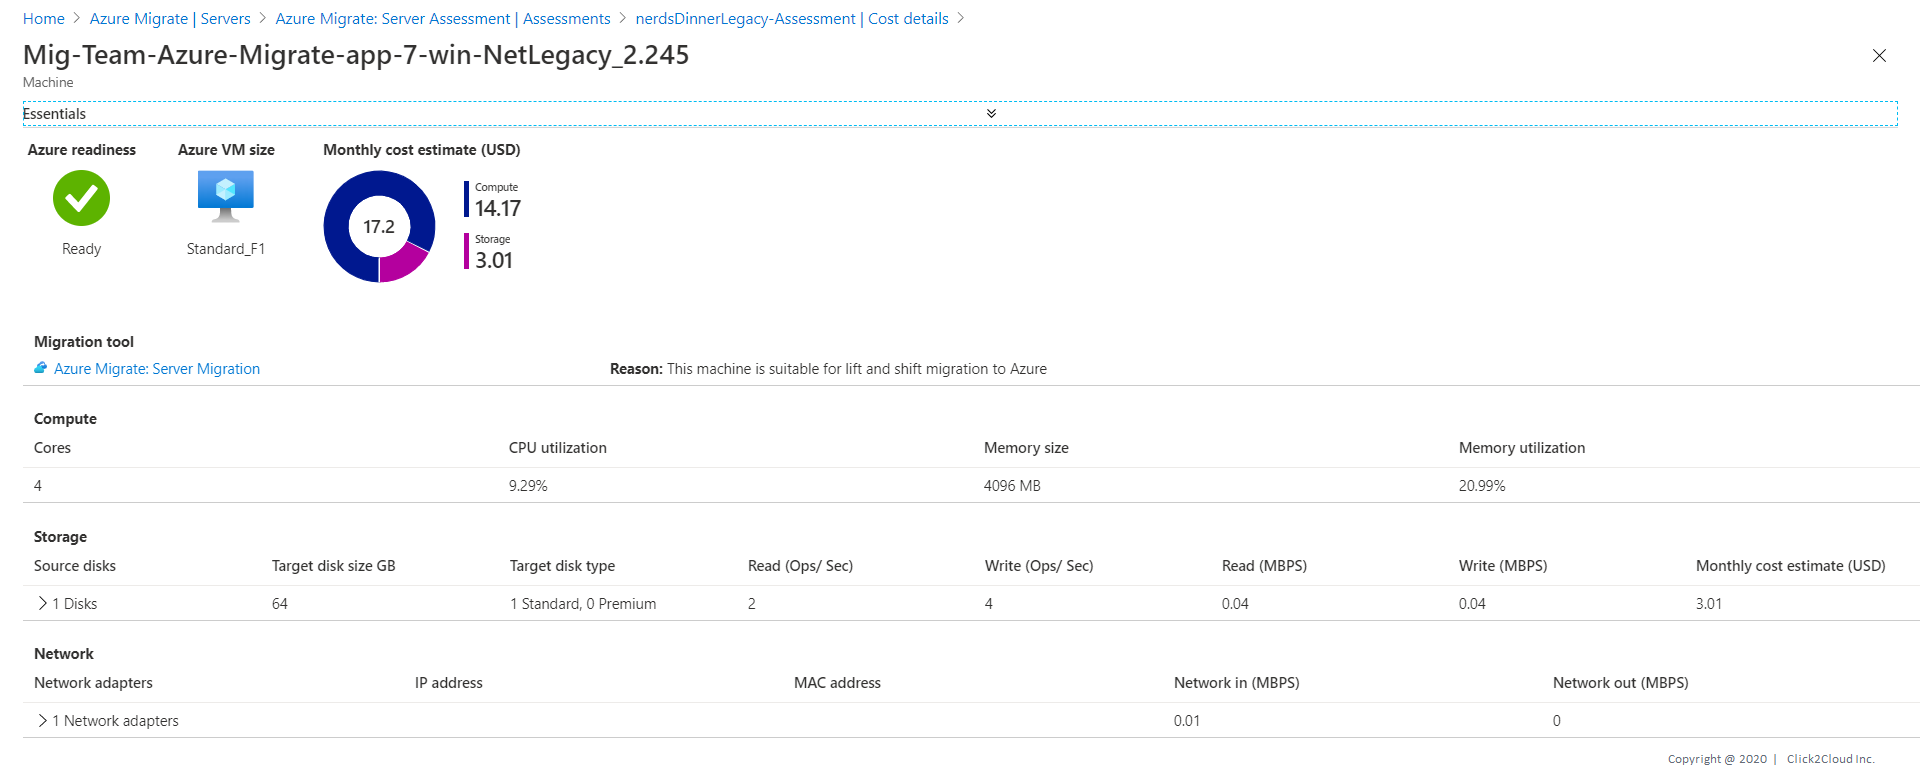 Home > Azure Migrate | Servers > Azure Migrate: Server Assessment | Assessments > nerdsDinnerLegacy-Assessment | Cost details >
Mig-Team-Azure-Migrate-app-7-win-NetLegacy_2.245
Machine
Essentials
Azure readiness Azure VM size Monthly cost estimate (USD)
Compute
14.17
17.2
Storage
3.01
Ready Standard_F1
Migration tool
Azure Migrate: Server Migration Reason: This machine is suitable for lift and shift migration to Azure
Compute
Cores CPU utilization Memory size Memory utilization
4 9.29% 4096 MB 20.99%
Storage
Source disks Target disk size GB Target disk type Read (Ops/ Sec) Write (Ops/ Sec) Read (MBPS) Write (MBPS) Monthly cost estimate (USD)
1 Disks 64 1 Standard, 0 Premium 2 4 0.04 0.04 3.01
Network
Network adapters IP address MAC address Network in (MBPS) Network out (MBPS)
1 Network adapters 0.01 0
Copyright @ 2020 | Click2Cloud Inc.